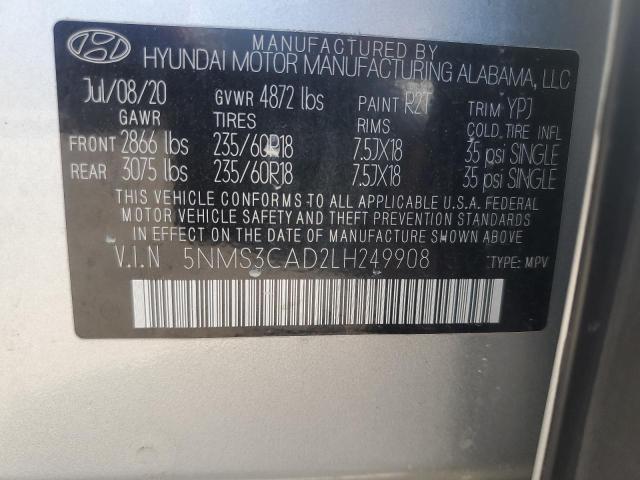 MANUFACTURED BY
HYUNDAI MOTOR MANUFACTURING ALABAMA, LLC
Jul/08/20 GVWR 4872 lbs PAINT R2T TRIM YPJ
GAWR TIRES RIMS COLD. TIRE INFL
FRONT 2866 lbs 235/60R18 7.5JX18 35 psi SINGLE
REAR 3075 lbs 235/60R18 7.5JX18 35 psi SINGLE
THIS VEHICLE CONFORMS TO ALL APPLICABLE U.S.A. FEDERAL
MOTOR VEHICLE SAFETY AND THEFT PREVENTION STANDARDS
IN EFFECT ON THE DATE OF MANUFACTURE SHOWN ABOVE.
V.I.N 5NMS3CAD2LH249908 TYPE: MPV